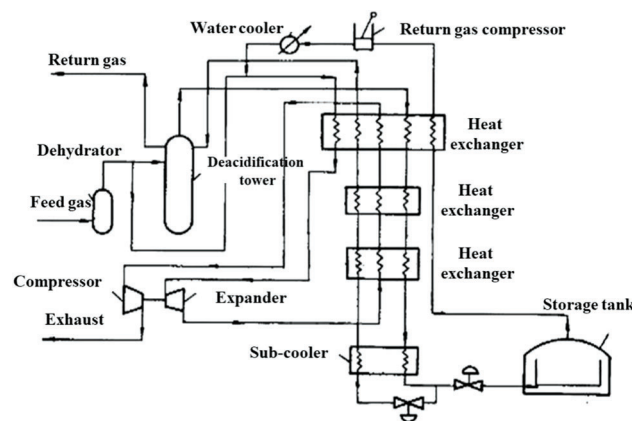 Water cooler
Return gas compressor
Return gas
Dehydrator
Deacidification
tower
Heat
exchanger
Feed gas
Heat
exchanger
Heat
exchanger
Compressor
Expander
Storage tank
Exhaust
Sub-cooler